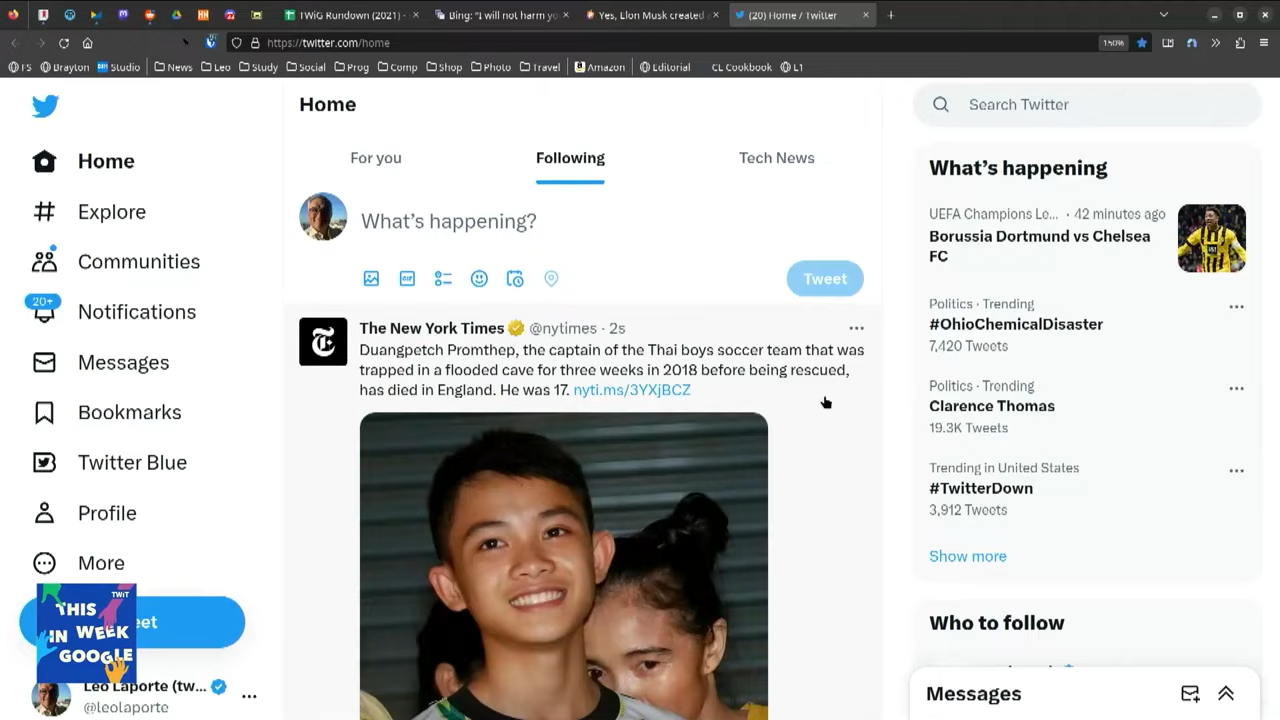 TWiG Rundown (2021) -
Bing: "I will not harm yo
Yes, Elon Musk created a
(20) Home / Twitter
https://twitter.com/home
150%
FS
Brayton
Studio
News
Leo
Study
Social
Prog
Comp
Shop
Photo
Travel
Amazon
Editorial
CL Cookbook
L1
Home
Explore
Communities
20+
Notifications
Messages
Bookmarks
Twitter Blue
Profile
More
et
TWiT
THIS
IN WEEK
GOOGLE
Leo Laporte (tw...
@leolaporte
Home
For you
Following
Tech News
What's happening?
GIF
Tweet
The New York Times @nytimes · 2s
Duangpetch Promthep, the captain of the Thai boys soccer team that was
trapped in a flooded cave for three weeks in 2018 before being rescued,
has died in England. He was 17. nyti.ms/3YXjBCZ
Search Twitter
What's happening
UEFA Champions Le... · 42 minutes ago
Borussia Dortmund vs Chelsea
FC
Politics · Trending
#OhioChemicalDisaster
7,420 Tweets
Politics · Trending
Clarence Thomas
19.3K Tweets
Trending in United States
#TwitterDown
3,912 Tweets
Show more
Who to follow
Messages